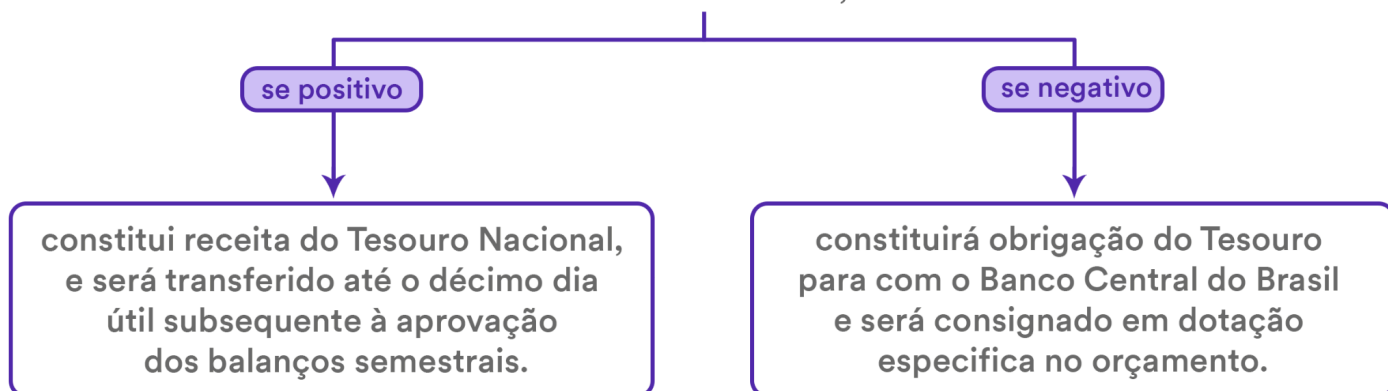 se positivo
se negativo
constitui receita do Tesouro Nacional,
e será transferido até o décimo dia
útil subsequente à aprovação
dos balanços semestrais.
constituirá obrigação do Tesouro
para com o Banco Central do Brasil
e será consignado em dotação
especifica no orçamento.